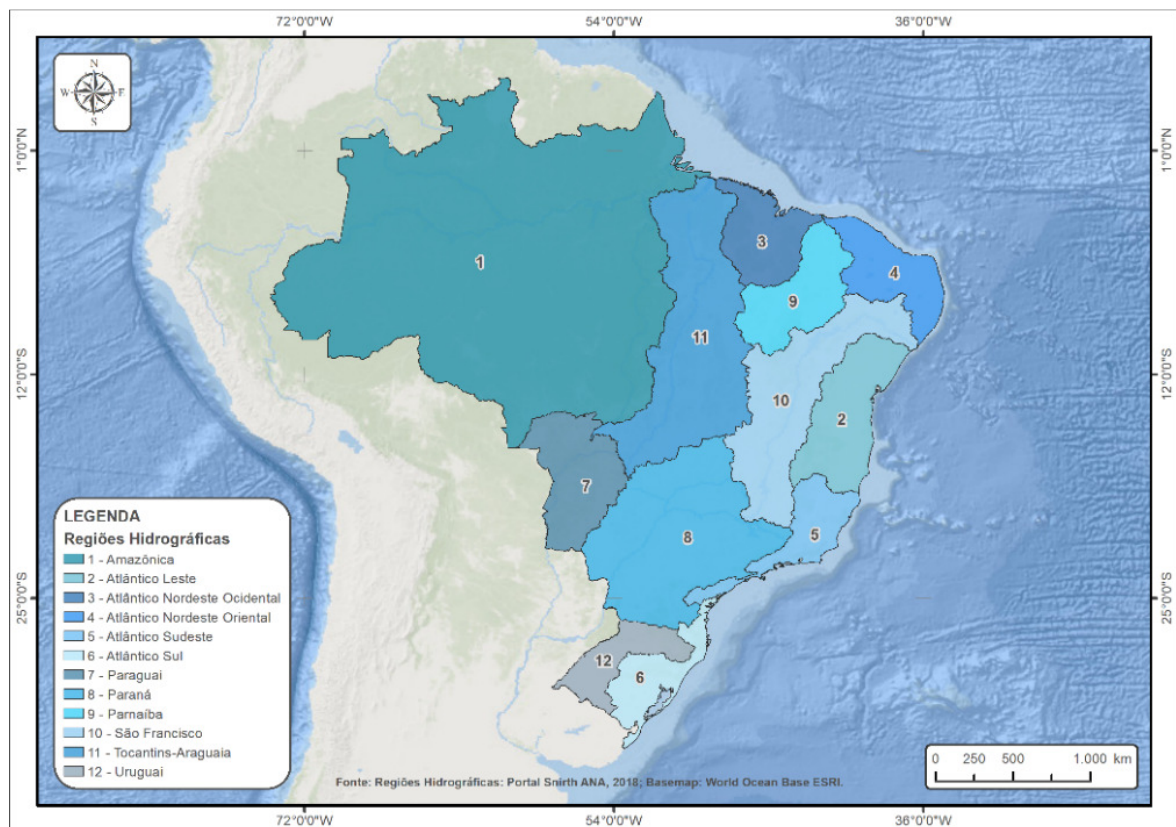 72°0'0"W 54°0'0"W 36°0'0"W
N
W E
S
1°0'0"N 1°0'0"N
1
3
4
9
11
12°0'0"S 12°0'0"S
10
2
7
8
5
25°0'0"S 25°0'0"S
12
6
LEGENDA
Regiões Hidrográficas
1 - Amazônica
2 - Atlântico Leste
3 - Atlântico Nordeste Ocidental
4 - Atlântico Nordeste Oriental
5 - Atlântico Sudeste
6 - Atlântico Sul
7 - Paraguai
8 - Paraná
9 - Parnaíba
10 - São Francisco
11 - Tocantins-Araguaia
12 - Uruguai
0 250 500 1.000 km
Fonte: Regiões Hidrográficas: Portal Snirth ANA, 2018; Basemap: World Ocean Base ESRI.
72°0'0"W 54°0'0"W 36°0'0"W